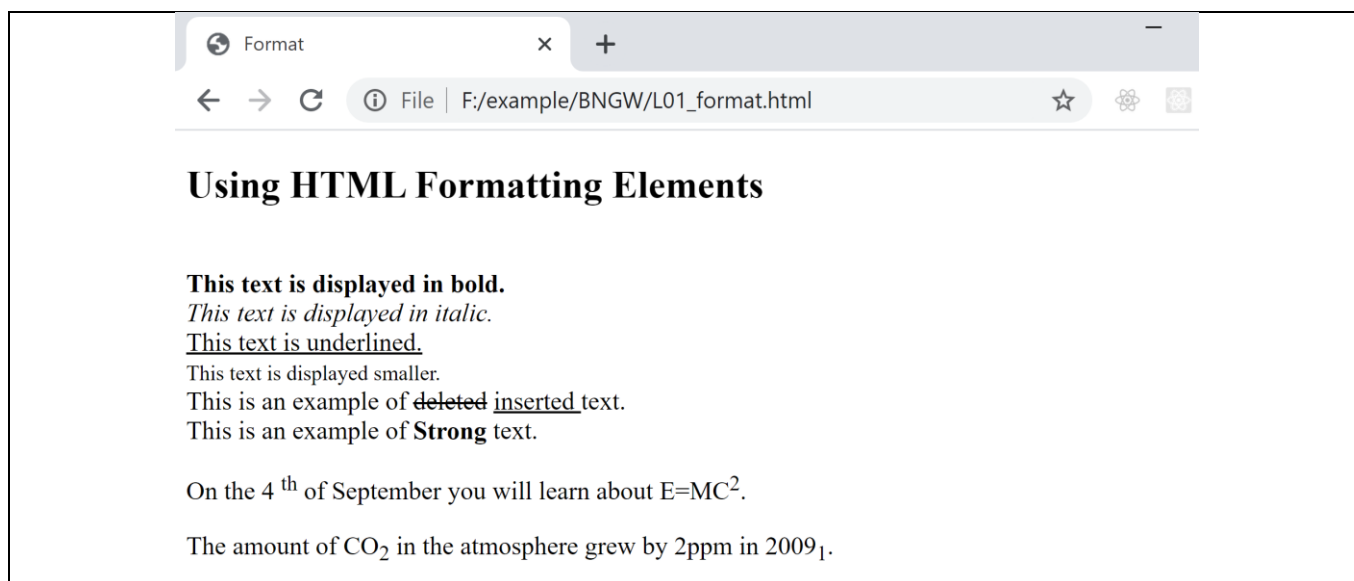 Format
File F:/example/BNGW/L01_format.html
Using HTML Formatting Elements
This text is displayed in bold.
This text is displayed in italic.
This text is underlined.
This text is displayed smaller.
This is an example of deleted inserted text.
This is an example of Strong text.
On the 4 th of September you will learn about E=MC².
The amount of CO₂ in the atmosphere grew by 2ppm in 2009₁.